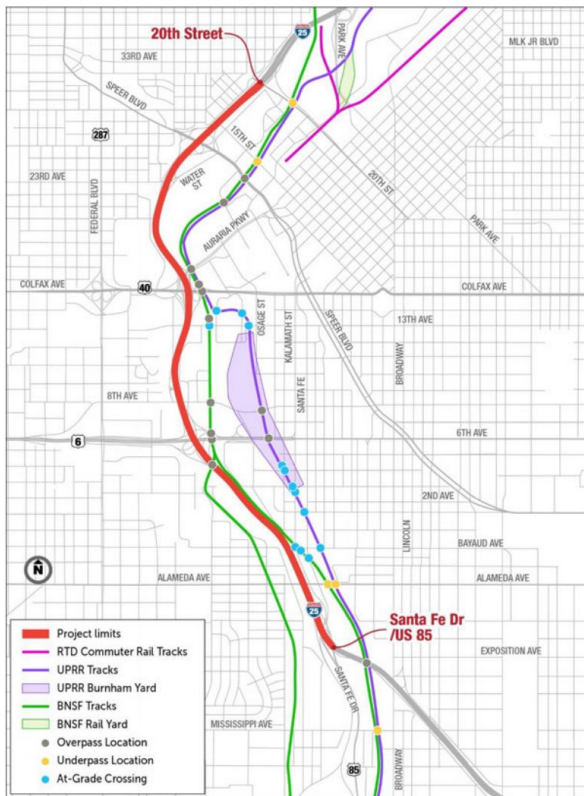 20th Street
25
33RD AVE
PARK AVE
MLK JR BLVD
SPEER BLVD
287
15TH ST
20TH ST
23RD AVE
WATER ST
FEDERAL BLVD
PARK AVE
AURARIA PKWY
COLFAX AVE
40
COLFAX AVE
OSAGE ST
KALAMATH ST
SPEER BLVD
13TH AVE
BROADWAY
SANTA FE
8TH AVE
6
6TH AVE
2ND AVE
LINCOLN
BAYAUD AVE
N
ALAMEDA AVE
ALAMEDA AVE
25
Santa Fe Dr
/US 85
EXPOSITION AVE
SANTA FE DR
MISSISSIPPI AVE
85
BROADWAY
Project limits
RTD Commuter Rail Tracks
UPRR Tracks
UPRR Burnham Yard
BNSF Tracks
BNSF Rail Yard
Overpass Location
Underpass Location
At-Grade Crossing